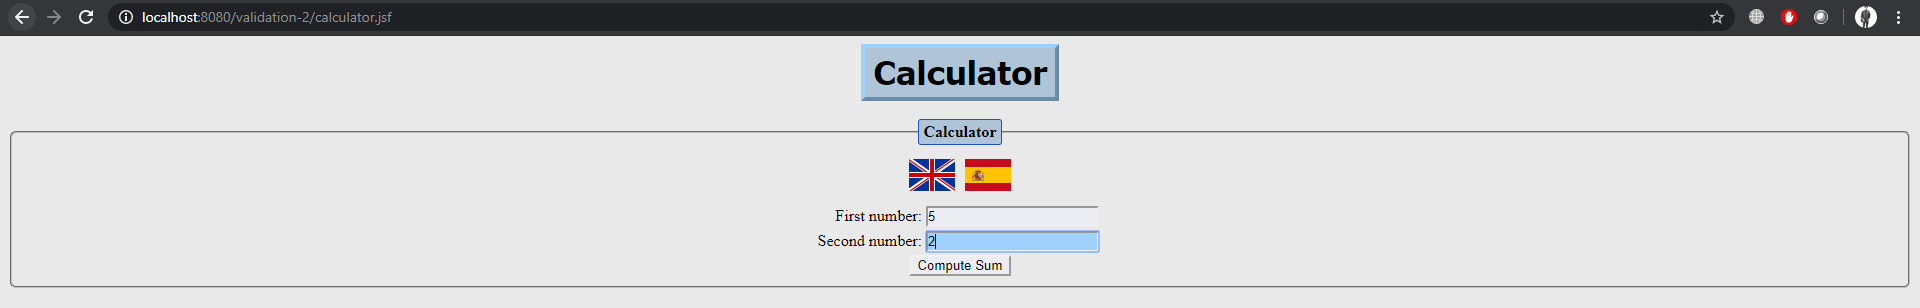 localhost:8080/validation-2/calculator.jsf
Calculator
Calculator
First number: 5
Second number: 2
Compute Sum